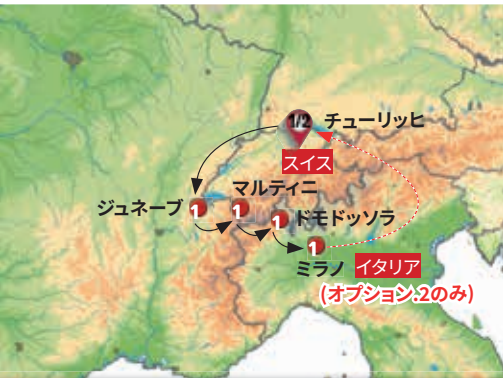 1/2 チューリッヒ
スイス
マルティニ
ジュネーブ 1 1 1 ドモドッソラ
1
ミラノ イタリア
(オプション.2のみ)